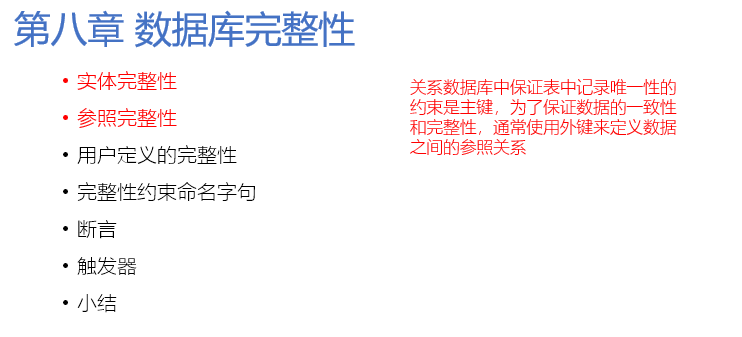 第八章 数据库完整性
• 实体完整性
• 参照完整性
• 用户定义的完整性
• 完整性约束命名字句
• 断言
• 触发器
• 小结
关系数据库中保证表中记录唯一性的
约束是主键，为了保证数据的一致性
和完整性，通常使用外键来定义数据
之间的参照关系